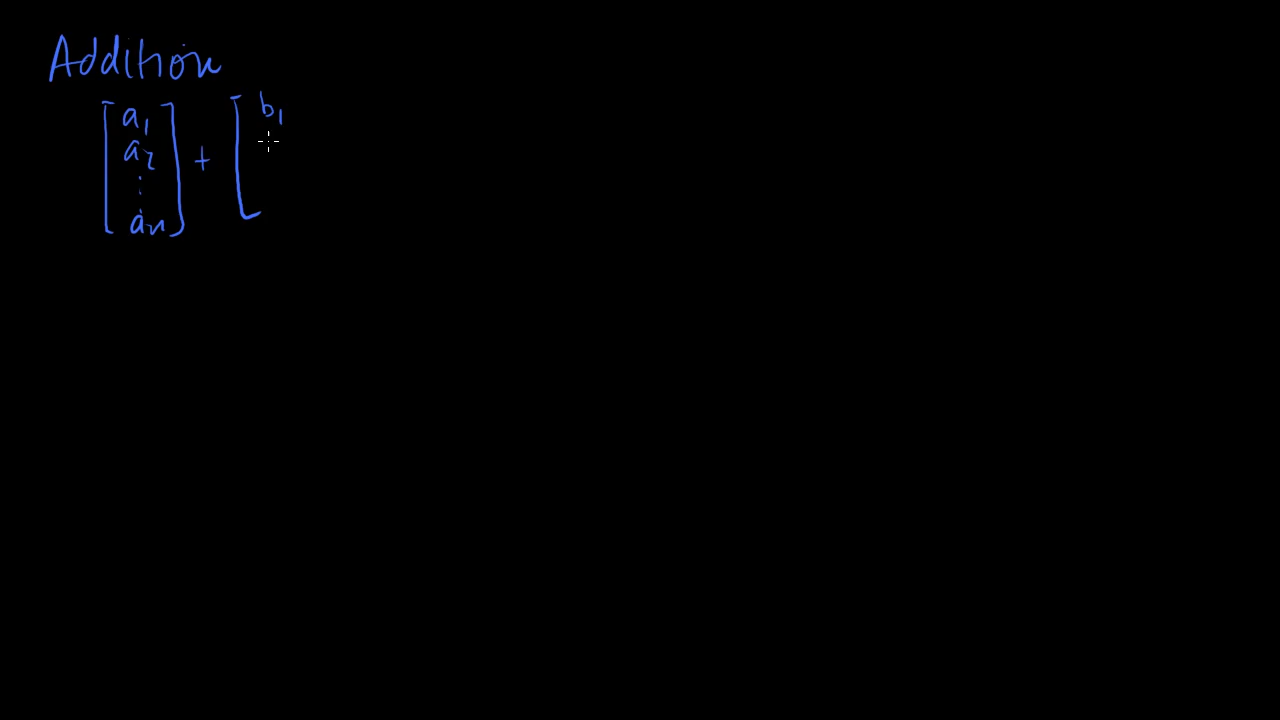 Addition
[a1 a2 ⋮ an] + [b1